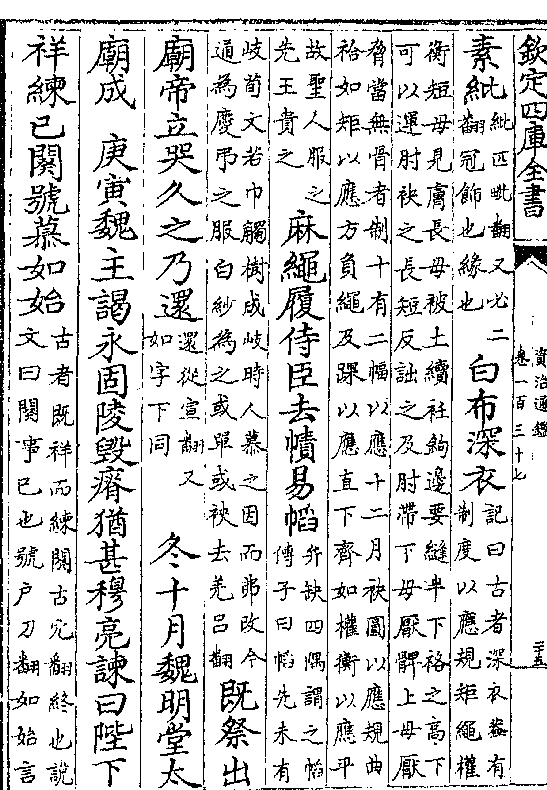 欽定四庫全書
資治通鑑
卷一百三十七
素紕
紕匹毗翻又必二
翻冠飾也緣也
白布深衣
記曰古者深衣蓋有
制度以應規矩繩權
衡短毋見膚長毋被土續衽鉤邊要縫半下袼之高下
可以運肘袂之長短反詘之及肘帶下毋厭髀上毋厭
脅當無骨者制十有二幅以應十二月袂圜以應規曲
袷如矩以應方負繩及踝以應直下齊如權衡以應平
故聖人服之
先王貴之
麻繩履侍臣去幘易㡊
弁缺四隅謂之㡊
傅子曰㡊先未有
岐荀文若巾觸樹成岐時人慕之因而弗改今
通為慶弔之服白紗為之或單或裌去羌呂翻
既祭出
廟帝立哭久之乃還
還從宣翻又
如字下同
冬十月魏明堂太
廟成 庚寅魏主謁永固陵毀瘠猶甚穆亮諫曰陛下
祥練已闋號慕如始
古者既祥而練闋古穴翻終也說
文曰闋事已也號戶刀翻如始言